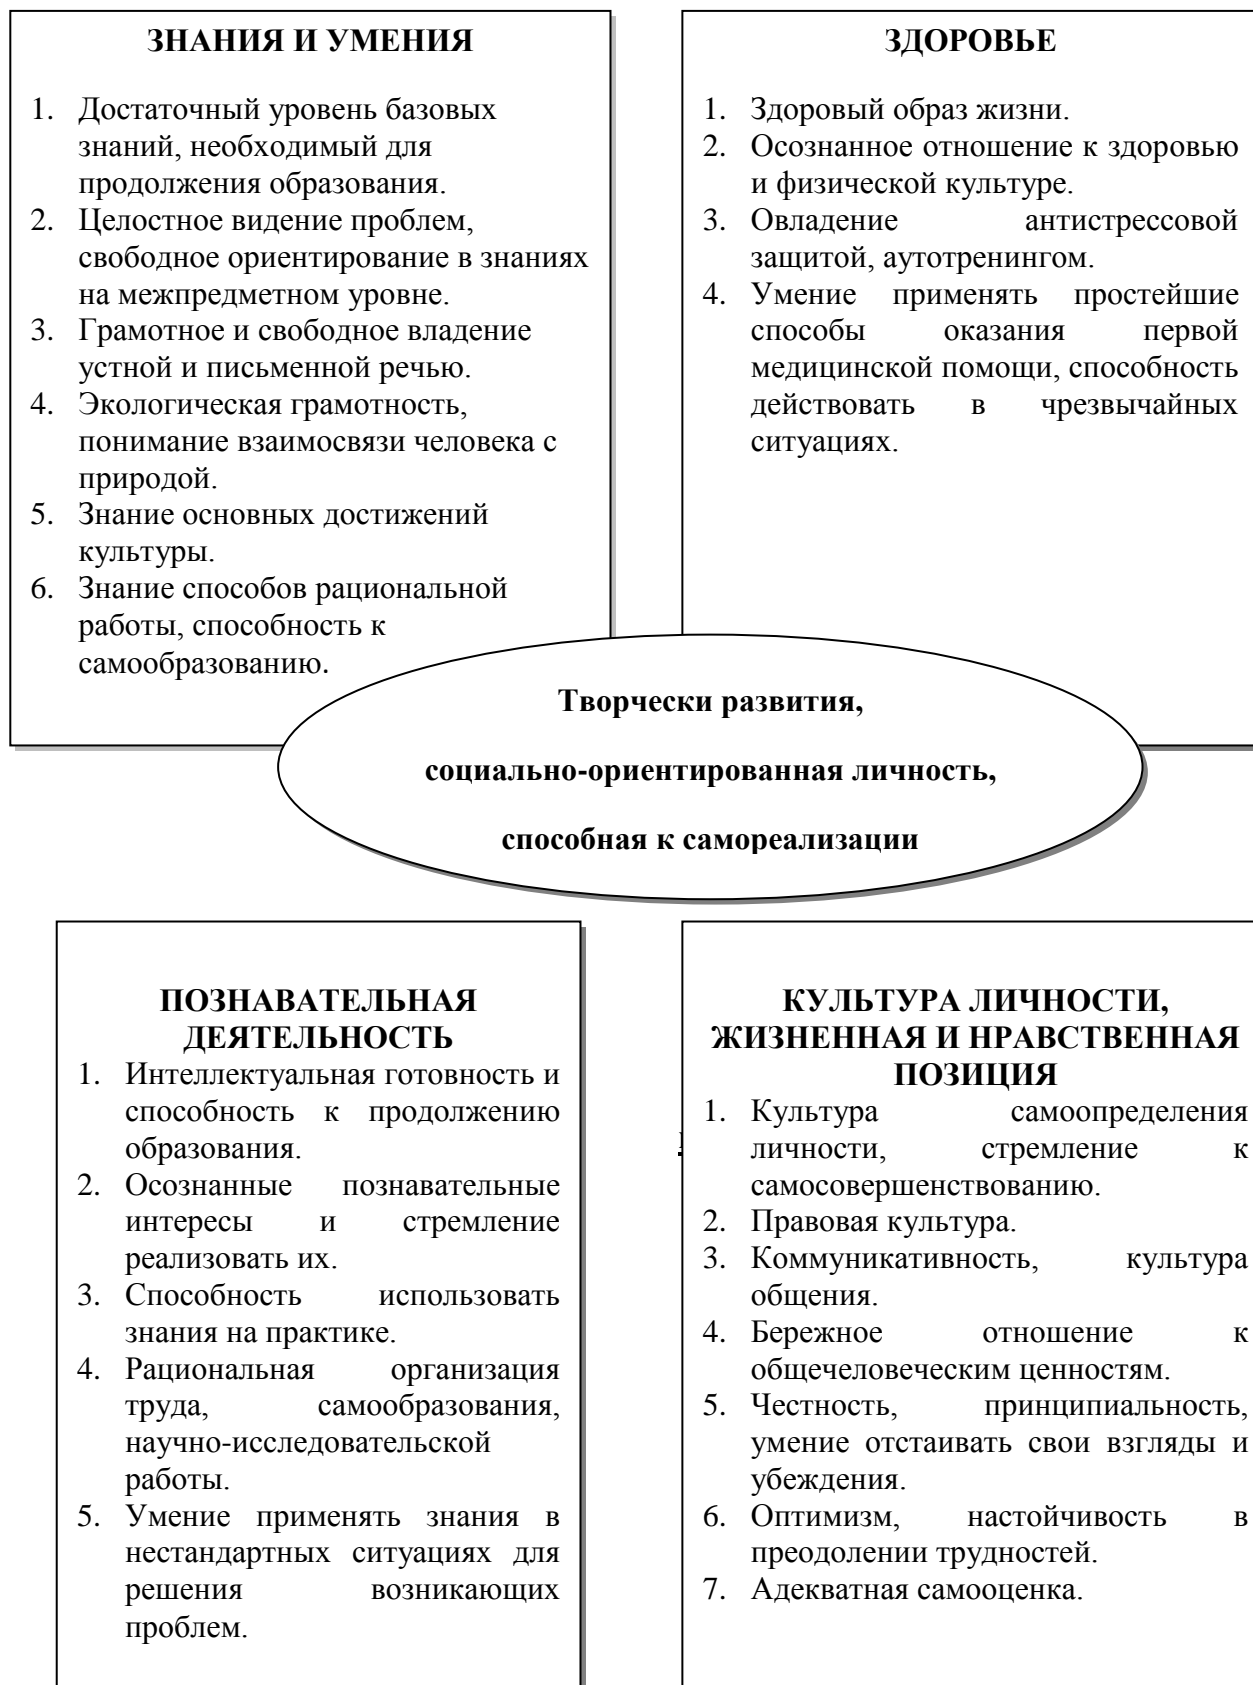 ЗНАНИЯ И УМЕНИЯ
1. Достаточный уровень базовых
знаний, необходимый для
продолжения образования.
2. Целостное видение проблем,
свободное ориентирование в знаниях
на межпредметном уровне.
3. Грамотное и свободное владение
устной и письменной речью.
4. Экологическая грамотность,
понимание взаимосвязи человека с
природой.
5. Знание основных достижений
культуры.
6. Знание способов рациональной
работы, способность к
самообразованию.
ЗДОРОВЬЕ
1. Здоровый образ жизни.
2. Осознанное отношение к здоровью
и физической культуре.
3. Овладение антистрессовой
защитой, аутотренингом.
4. Умение применять простейшие
способы оказания первой
медицинской помощи, способность
действовать в чрезвычайных
ситуациях.
Творчески развития,
социально-ориентированная личность,
способная к самореализации
ПОЗНАВАТЕЛЬНАЯ
ДЕЯТЕЛЬНОСТЬ
1. Интеллектуальная готовность и
способность к продолжению
образования.
2. Осознанные познавательные
интересы и стремление
реализовать их.
3. Способность использовать
знания на практике.
4. Рациональная организация
труда, самообразования,
научно-исследовательской
работы.
5. Умение применять знания в
нестандартных ситуациях для
решения возникающих
проблем.
КУЛЬТУРА ЛИЧНОСТИ,
ЖИЗНЕННАЯ И НРАВСТВЕННАЯ
ПОЗИЦИЯ
1. Культура самоопределения
личности, стремление к
самосовершенствованию.
2. Правовая культура.
3. Коммуникативность, культура
общения.
4. Бережное отношение к
общечеловеческим ценностям.
5. Честность, принципиальность,
умение отстаивать свои взгляды и
убеждения.
6. Оптимизм, настойчивость в
преодолении трудностей.
7. Адекватная самооценка.